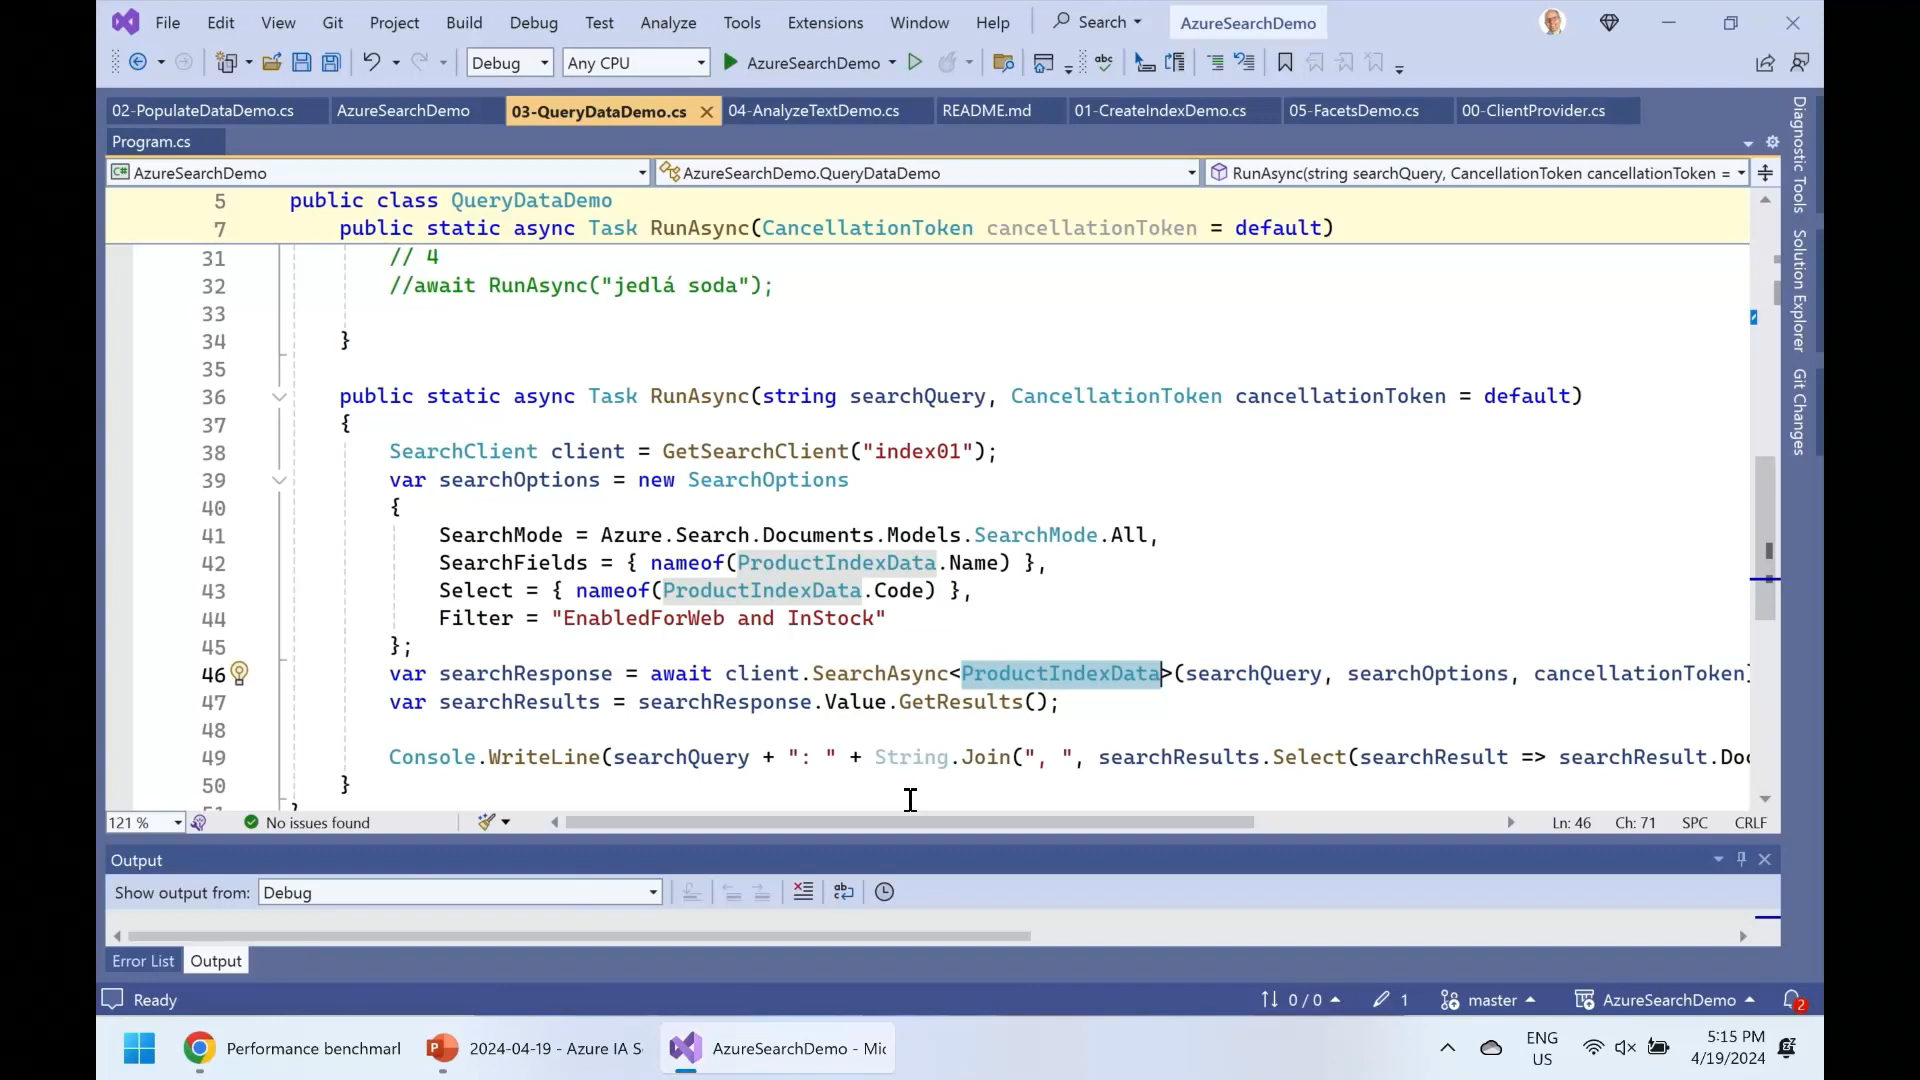 File Edit View Git Project Build Debug Test Analyze Tools Extensions Window Help Search AzureSearchDemo
Debug Any CPU AzureSearchDemo
02-PopulateDataDemo.cs AzureSearchDemo 03-QueryDataDemo.cs 04-AnalyzeTextDemo.cs README.md 01-CreateIndexDemo.cs 05-FacetsDemo.cs 00-ClientProvider.cs
Program.cs
AzureSearchDemo AzureSearchDemo.QueryDataDemo RunAsync(string searchQuery, CancellationToken cancellationToken =
5 public class QueryDataDemo
7 public static async Task RunAsync(CancellationToken cancellationToken = default)
31 // 4
32 //await RunAsync("jedlá soda");
33
34 }
35
36 public static async Task RunAsync(string searchQuery, CancellationToken cancellationToken = default)
37 {
38 SearchClient client = GetSearchClient("index01");
39 var searchOptions = new SearchOptions
40 {
41 SearchMode = Azure.Search.Documents.Models.SearchMode.All,
42 SearchFields = { nameof(ProductIndexData.Name) },
43 Select = { nameof(ProductIndexData.Code) },
44 Filter = "EnabledForWeb and InStock"
45 };
46 var searchResponse = await client.SearchAsync<ProductIndexData>(searchQuery, searchOptions, cancellationToken)
47 var searchResults = searchResponse.Value.GetResults();
48
49 Console.WriteLine(searchQuery + ": " + String.Join(", ", searchResults.Select(searchResult => searchResult.Doc
50 }
121 % No issues found Ln: 46 Ch: 71 SPC CRLF
Output
Show output from: Debug
Error List Output
Ready 0 / 0 1 master AzureSearchDemo 2
Performance benchmarl 2024-04-19 - Azure IA S AzureSearchDemo - Mic ENG US 5:15 PM 4/19/2024
Diagnostic Tools
Solution Explorer
Git Changes